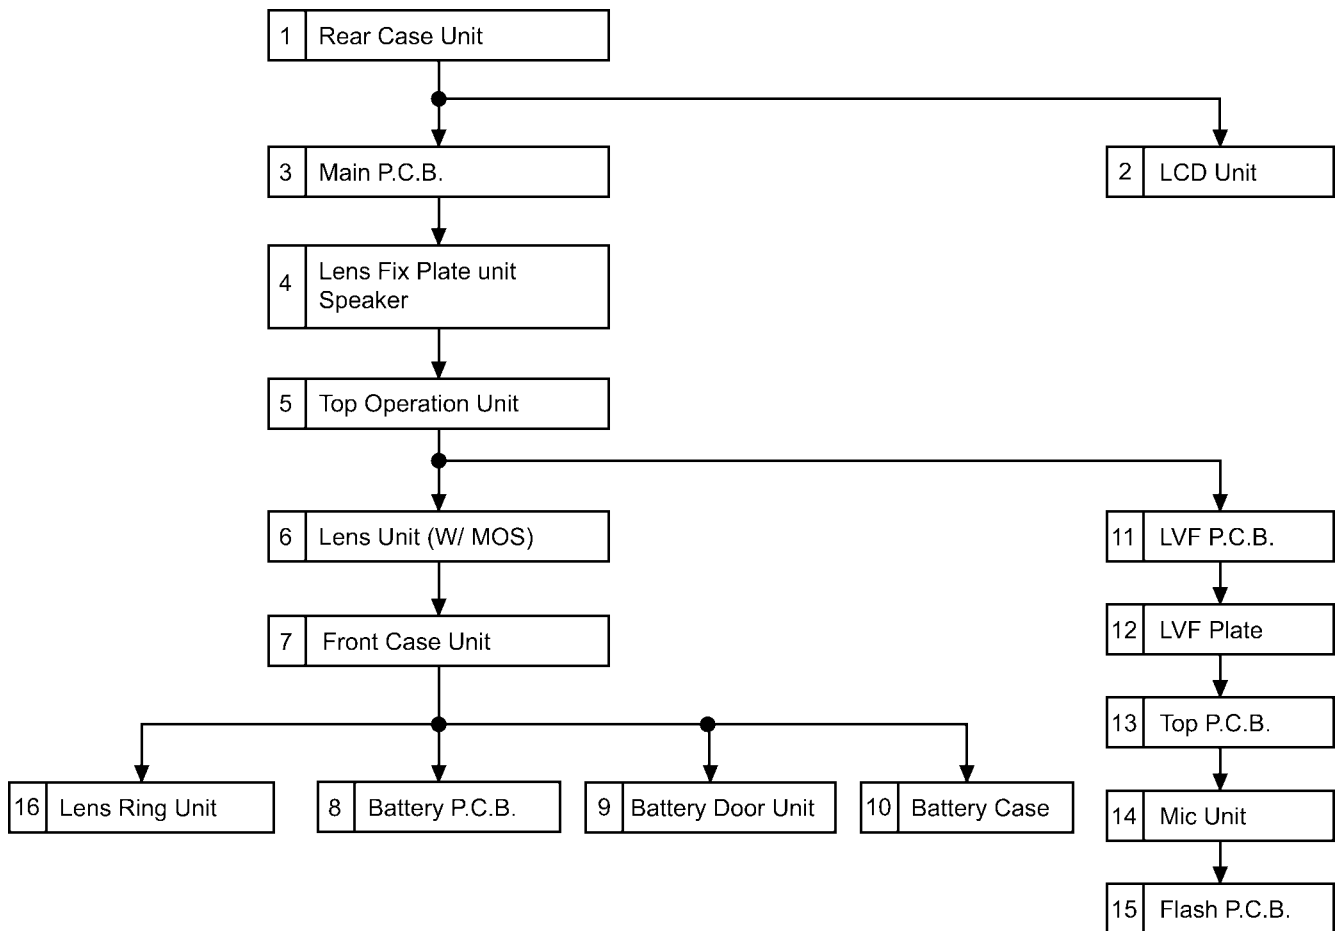 1 Rear Case Unit
3 Main P.C.B.
2 LCD Unit
4 Lens Fix Plate unit
Speaker
5 Top Operation Unit
6 Lens Unit (W/ MOS)
11 LVF P.C.B.
7 Front Case Unit
12 LVF Plate
13 Top P.C.B.
16 Lens Ring Unit
8 Battery P.C.B.
9 Battery Door Unit
10 Battery Case
14 Mic Unit
15 Flash P.C.B.